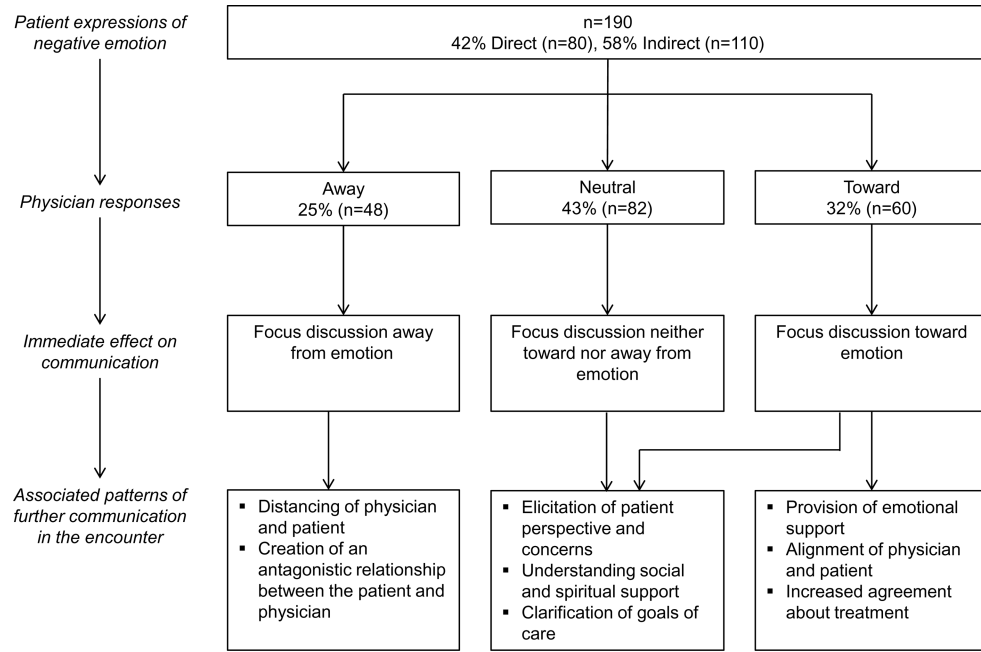 Patient expressions of
negative emotion
n=190
42% Direct (n=80), 58% Indirect (n=110)
Physician responses
Away
25% (n=48)
Neutral
43% (n=82)
Toward
32% (n=60)
Immediate effect on
communication
Focus discussion away
from emotion
Focus discussion neither
toward nor away from
emotion
Focus discussion toward
emotion
Associated patterns of
further communication
in the encounter
▪ Distancing of physician
and patient
▪ Creation of an
antagonistic relationship
between the patient and
physician
▪ Elicitation of patient
perspective and
concerns
▪ Understanding social
and spiritual support
▪ Clarification of goals of
care
▪ Provision of emotional
support
▪ Alignment of physician
and patient
▪ Increased agreement
about treatment